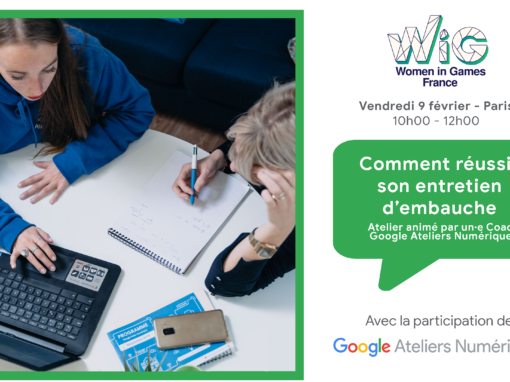 WiG
Women in Games
France
Vendredi 9 février - Paris
10h00 - 12h00
Comment réussi
son entretien
d'embauche
Atelier animé par un·e Coac
Google Ateliers Numérique
Avec la participation de
Google Ateliers Numéri
PROGRAMME